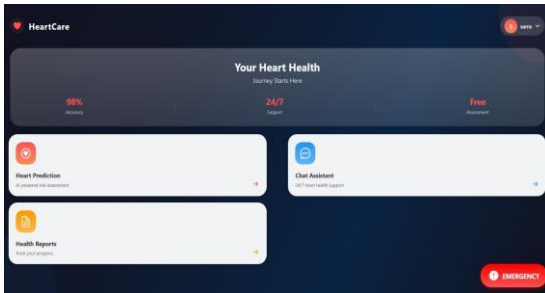 HeartCare
S sams
Your Heart Health
Journey Starts Here
98%
Accuracy
24/7
Support
Free
Assessment
Heart Prediction
AI-powered risk assessment
Chat Assistant
24/7 heart health support
Health Reports
Track your progress
EMERGENCY